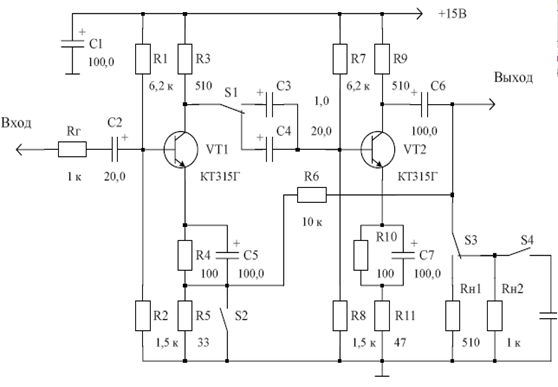 +15В
C1
100,0
R1
6,2 к
R3
510
S1
C3
1,0
C4
20,0
R7
6,2 к
R9
510
C6
100,0
Выход
Вход
Rг
1 к
C2
20,0
VT1
КТ315Г
VT2
КТ315Г
R6
10 к
R4
100
C5
100,0
R10
100
C7
100,0
S3
S4
R2
1,5 к
R5
33
S2
R8
1,5 к
R11
47
Rн1
510
Rн2
1 к